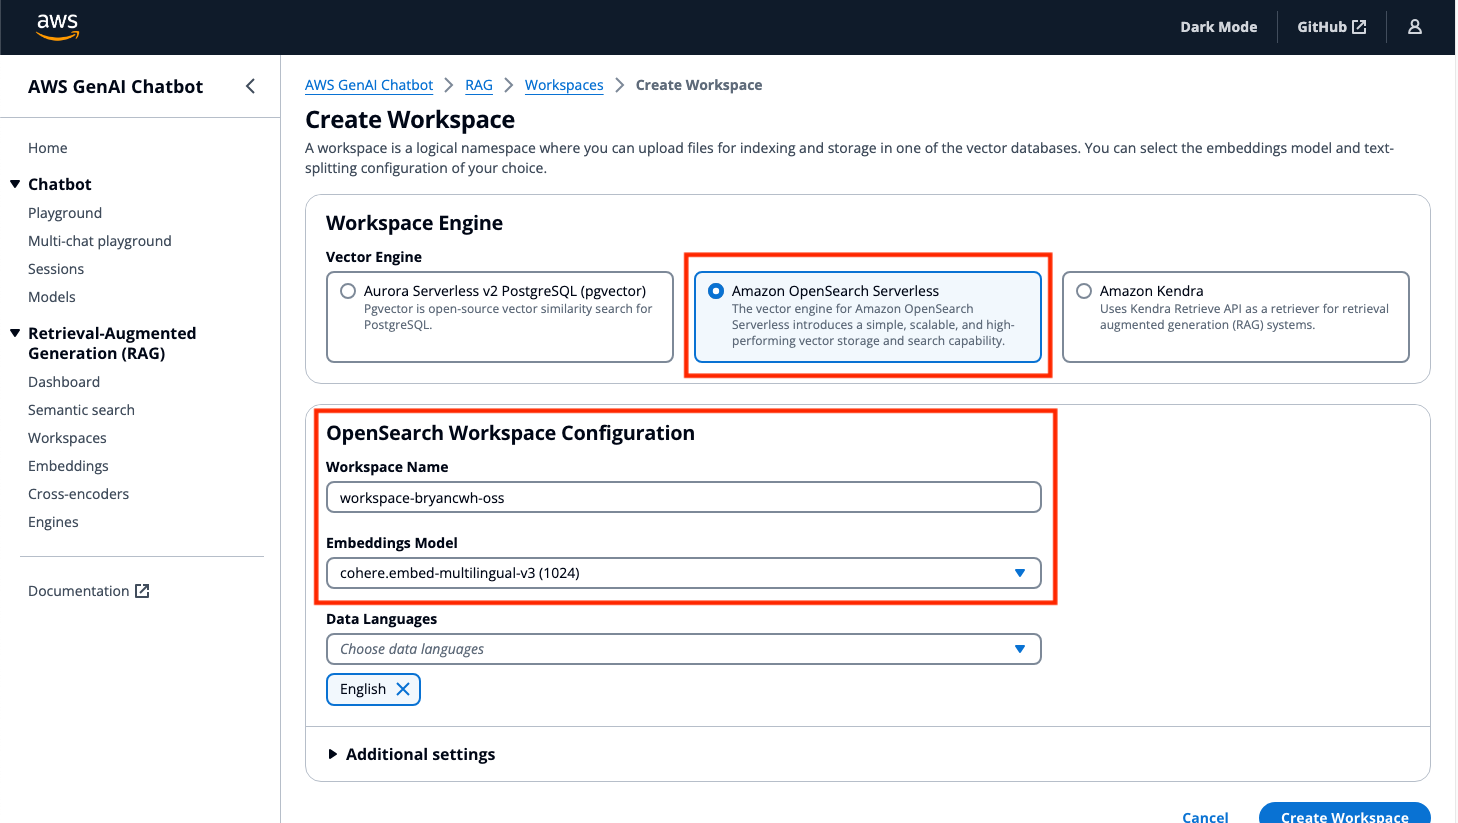 aws
Dark Mode
GitHub
AWS GenAI Chatbot
Home
Chatbot
Playground
Multi-chat playground
Sessions
Models
Retrieval-Augmented
Generation (RAG)
Dashboard
Semantic search
Workspaces
Embeddings
Cross-encoders
Engines
Documentation
AWS GenAI Chatbot > RAG > Workspaces > Create Workspace
Create Workspace
A workspace is a logical namespace where you can upload files for indexing and storage in one of the vector databases. You can select the embeddings model and text-
splitting configuration of your choice.
Workspace Engine
Vector Engine
Aurora Serverless v2 PostgreSQL (pgvector)
Pgvector is open-source vector similarity search for
PostgreSQL.
Amazon OpenSearch Serverless
The vector engine for Amazon OpenSearch
Serverless introduces a simple, scalable, and high-
performing vector storage and search capability.
Amazon Kendra
Uses Kendra Retrieve API as a retriever for retrieval
augmented generation (RAG) systems.
OpenSearch Workspace Configuration
Workspace Name
workspace-bryancwh-oss
Embeddings Model
cohere.embed-multilingual-v3 (1024)
Data Languages
Choose data languages
English
Additional settings
Cancel
Create Workspace